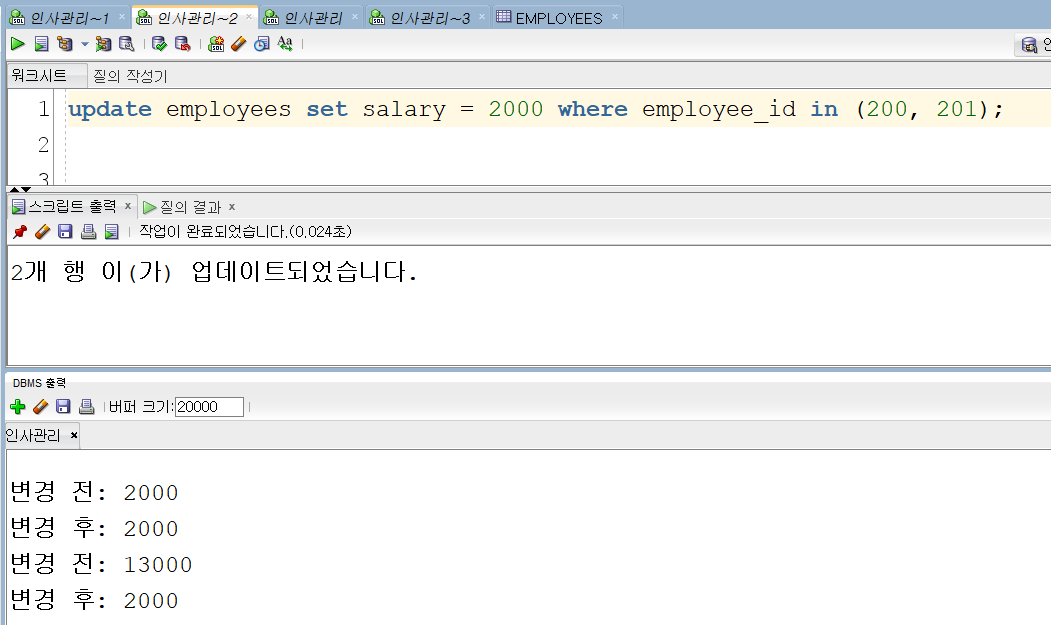 인사관리~1 인사관리~2 인사관리 인사관리~3 EMPLOYEES
워크시트 질의 작성기
1 update employees set salary = 2000 where employee_id in (200, 201);
2
3
스크립트 출력 x 질의 결과 x
작업이 완료되었습니다.(0,024초)
2개 행 이(가) 업데이트되었습니다.
DBMS 출력
버퍼 크기: 20000
인사관리 x
변경 전: 2000
변경 후: 2000
변경 전: 13000
변경 후: 2000